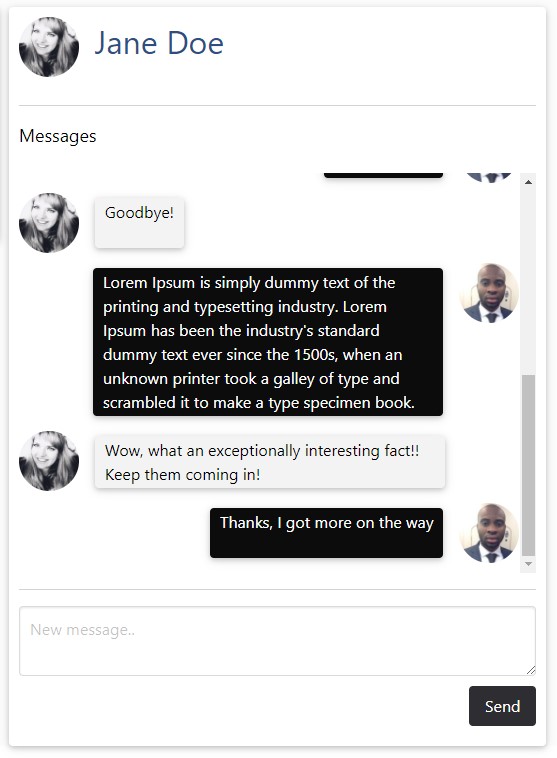 Jane Doe
Messages
Goodbye!
Lorem Ipsum is simply dummy text of the
printing and typesetting industry. Lorem
Ipsum has been the industry's standard
dummy text ever since the 1500s, when an
unknown printer took a galley of type and
scrambled it to make a type specimen book.
Wow, what an exceptionally interesting fact!!
Keep them coming in!
Thanks, I got more on the way
New message..
Send